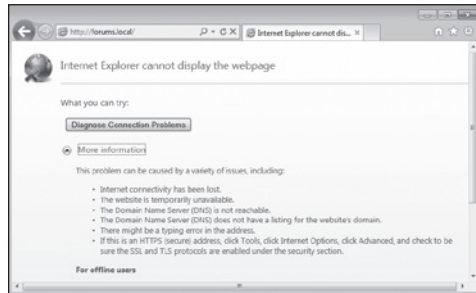 http://forums.local/
Internet Explorer cannot dis...
Internet Explorer cannot display the webpage
What you can try:
Diagnose Connection Problems
More information
This problem can be caused by a variety of issues, including:
• Internet connectivity has been lost.
• The website is temporarily unavailable.
• The Domain Name Server (DNS) is not reachable.
• The Domain Name Server (DNS) does not have a listing for the website's domain.
• There might be a typing error in the address.
• If this is an HTTPS (secure) address, click Tools, click Internet Options, click Advanced, and check to
be sure the SSL and TLS protocols are enabled under the security section.
For offline users